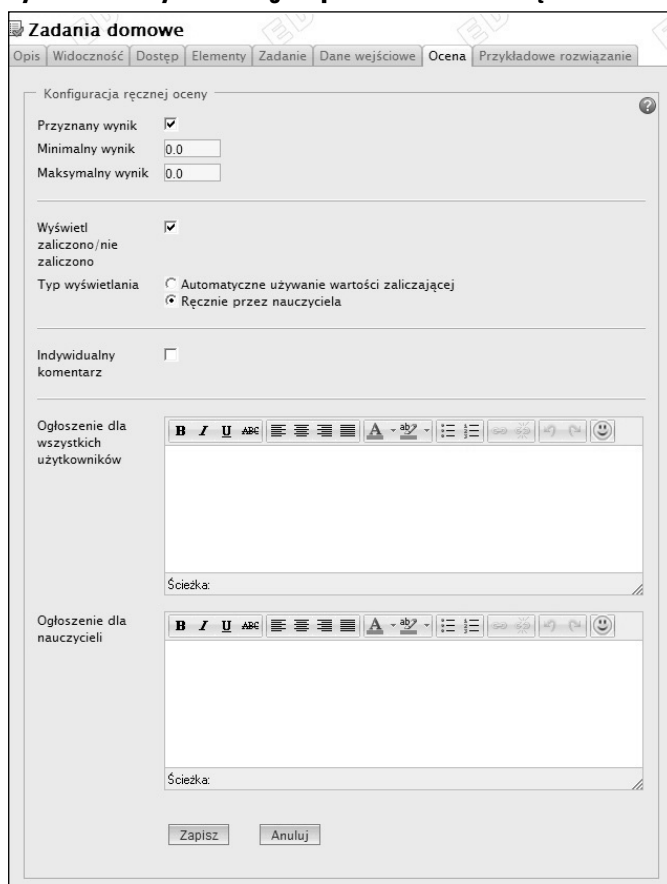 Zadania domowe
Opis Widoczność Dostęp Elementy Zadanie Dane wejściowe Ocena Przykładowe rozwiązanie
Konfiguracja ręcznej oceny
Przyznany wynik
Minimalny wynik 0.0
Maksymalny wynik 0.0
Wyświetl
zaliczono/nie
zaliczono
Typ wyświetlania Automatyczne używanie wartości zaliczającej
Ręcznie przez nauczyciela
Indywidualny
komentarz
Ogłoszenie dla
wszystkich
użytkowników
B I U ABC
Ścieżka:
Ogłoszenie dla
nauczycieli
B I U ABC
Ścieżka:
Zapisz Anuluj